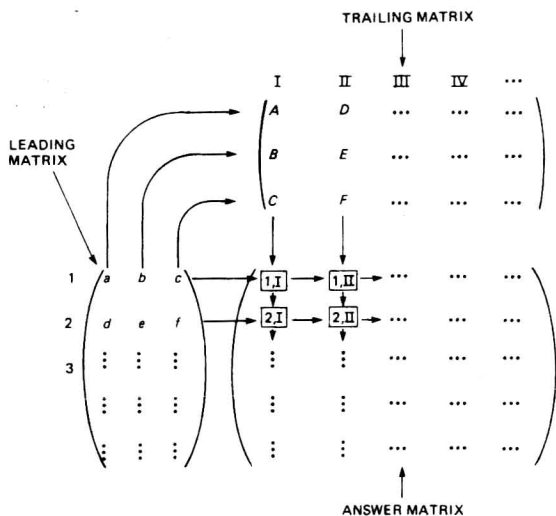 TRAILING MATRIX
I II III IV ...
A D ... ... ...
LEADING
MATRIX
B E ... ... ...
C F ... ... ...
1 a b c 1,I 1,II ... ... ...
2 d e f 2,I 2,II ... ... ...
3 ⋮ ⋮ ⋮ ⋮ ⋮ ... ... ...
⋮ ⋮ ⋮ ⋮ ⋮ ... ... ...
⋮ ⋮ ⋮ ⋮ ⋮ ... ... ...
ANSWER MATRIX